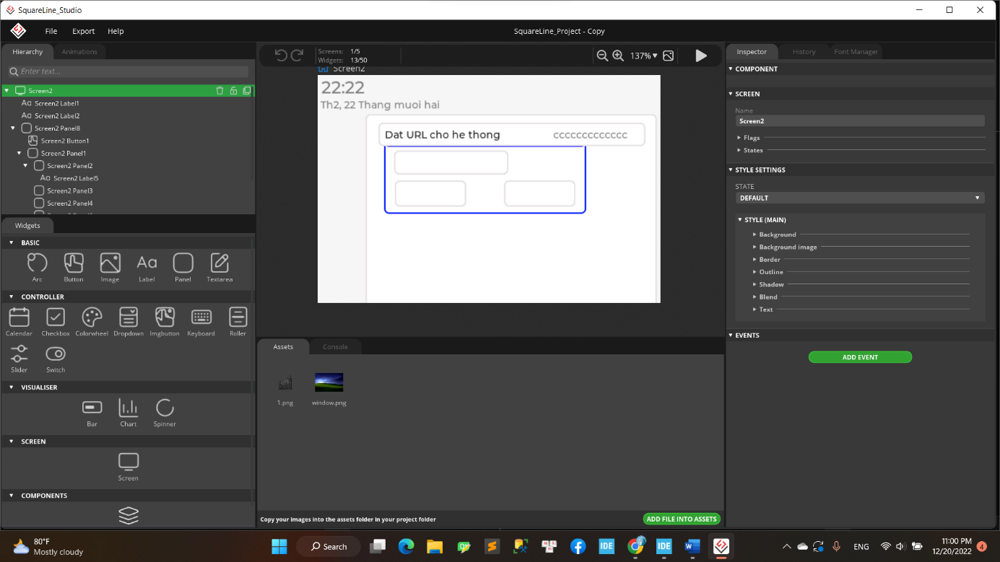 SquareLine_Studio
File Export Help
SquareLine_Project - Copy
Hierarchy Animations
Enter text...
Screen2
Aa Screen2 Label1
Aa Screen2 Label2
Screen2 Panel8
Screen2 Button1
Screen2 Panel1
Screen2 Panel2
Aa Screen2 Label5
Screen2 Panel3
Screen2 Panel4
Widgets
BASIC
Aa
Arc Button Image Label Panel Textarea
CONTROLLER
Calendar Checkbox Colorwheel Dropdown Imgbutton Keyboard Roller
Slider Switch
VISUALISER
Bar Chart Spinner
SCREEN
Screen
COMPONENTS
Screens: 1/5
Widgets: 13/50
137%
Screen2
22:22
Th2, 22 Thang muoi hai
Dat URL cho he thong ccccccccccccc
Assets Console
1.png window.png
Copy your images into the assets folder in your project folder
ADD FILE INTO ASSETS
Inspector History Font Manager
COMPONENT
SCREEN
Name
Screen2
Flags
States
STYLE SETTINGS
STATE
DEFAULT
STYLE (MAIN)
Background
Background image
Border
Outline
Shadow
Blend
Text
EVENTS
ADD EVENT
80°F
Mostly cloudy
Search
IDE
IDE
ENG
11:00 PM
12/20/2022
4